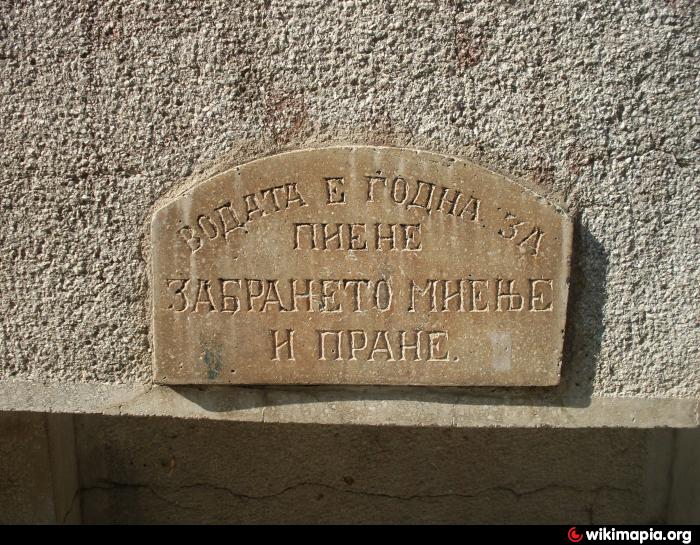 ВОДАТА Е ГОДНА ЗА
ПИЕНЕ
ЗАБРАНЕТО МИЕЊЕ
И ПРАНЕ.
wikimapia.org